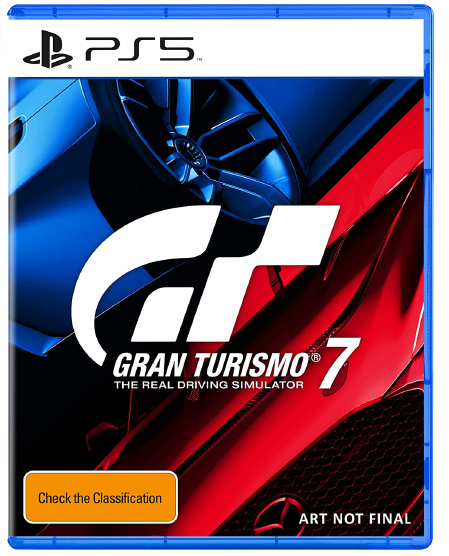 PS5
GT
GRAN TURISMO® 7
THE REAL DRIVING SIMULATOR
Check the Classification
ART NOT FINAL